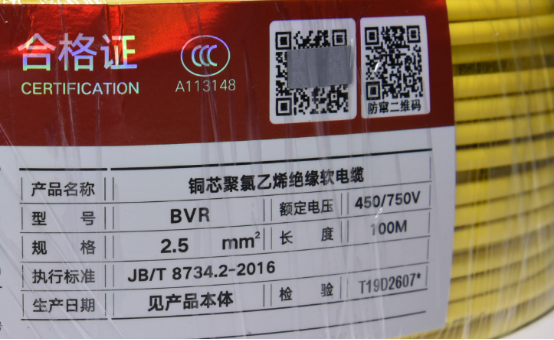 合格证
CERTIFICATION
CCC
A113148
防窜二维码
产品名称 铜芯聚氯乙烯绝缘软电缆
型号 BVR 额定电压 450/750V
规格 2.5 mm² 长度 100M
执行标准 JB/T 8734.2-2016
生产日期 见产品本体 检验 T19D2607*